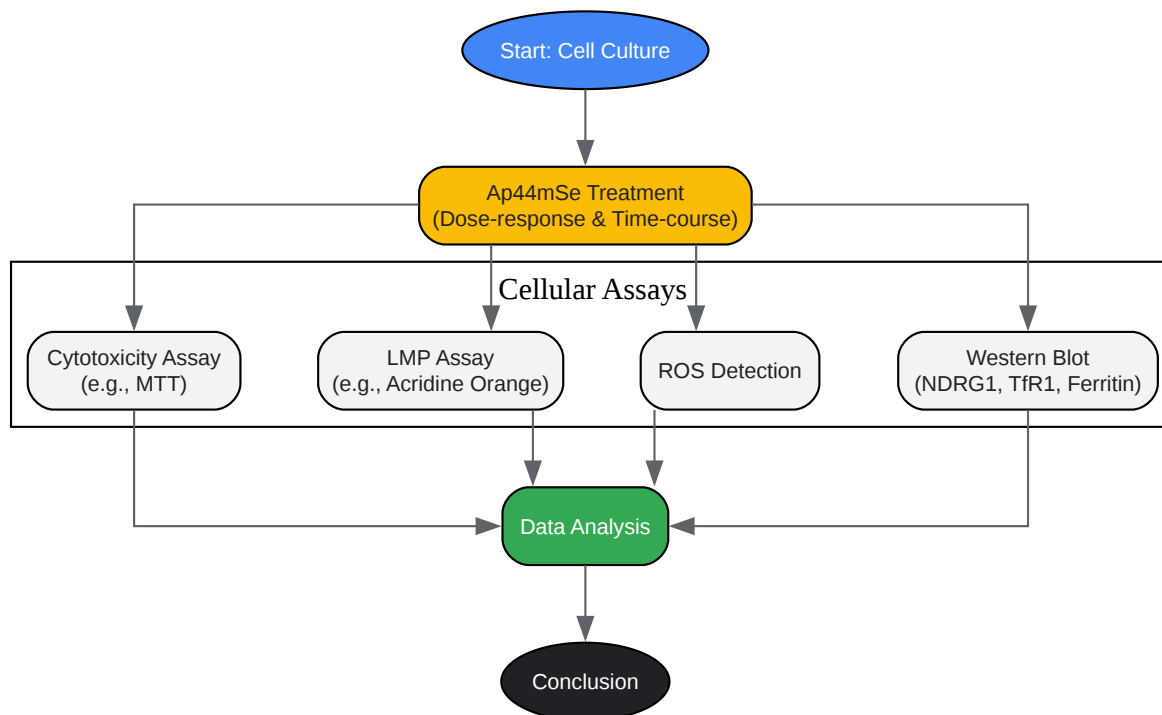 Start: Cell Culture
Ap44mSe Treatment
(Dose-response & Time-course)
Cellular Assays
Cytotoxicity Assay
(e.g., MTT)
LMP Assay
(e.g., Acridine Orange)
ROS Detection
Western Blot
(NDRG1, TfR1, Ferritin)
Data Analysis
Conclusion